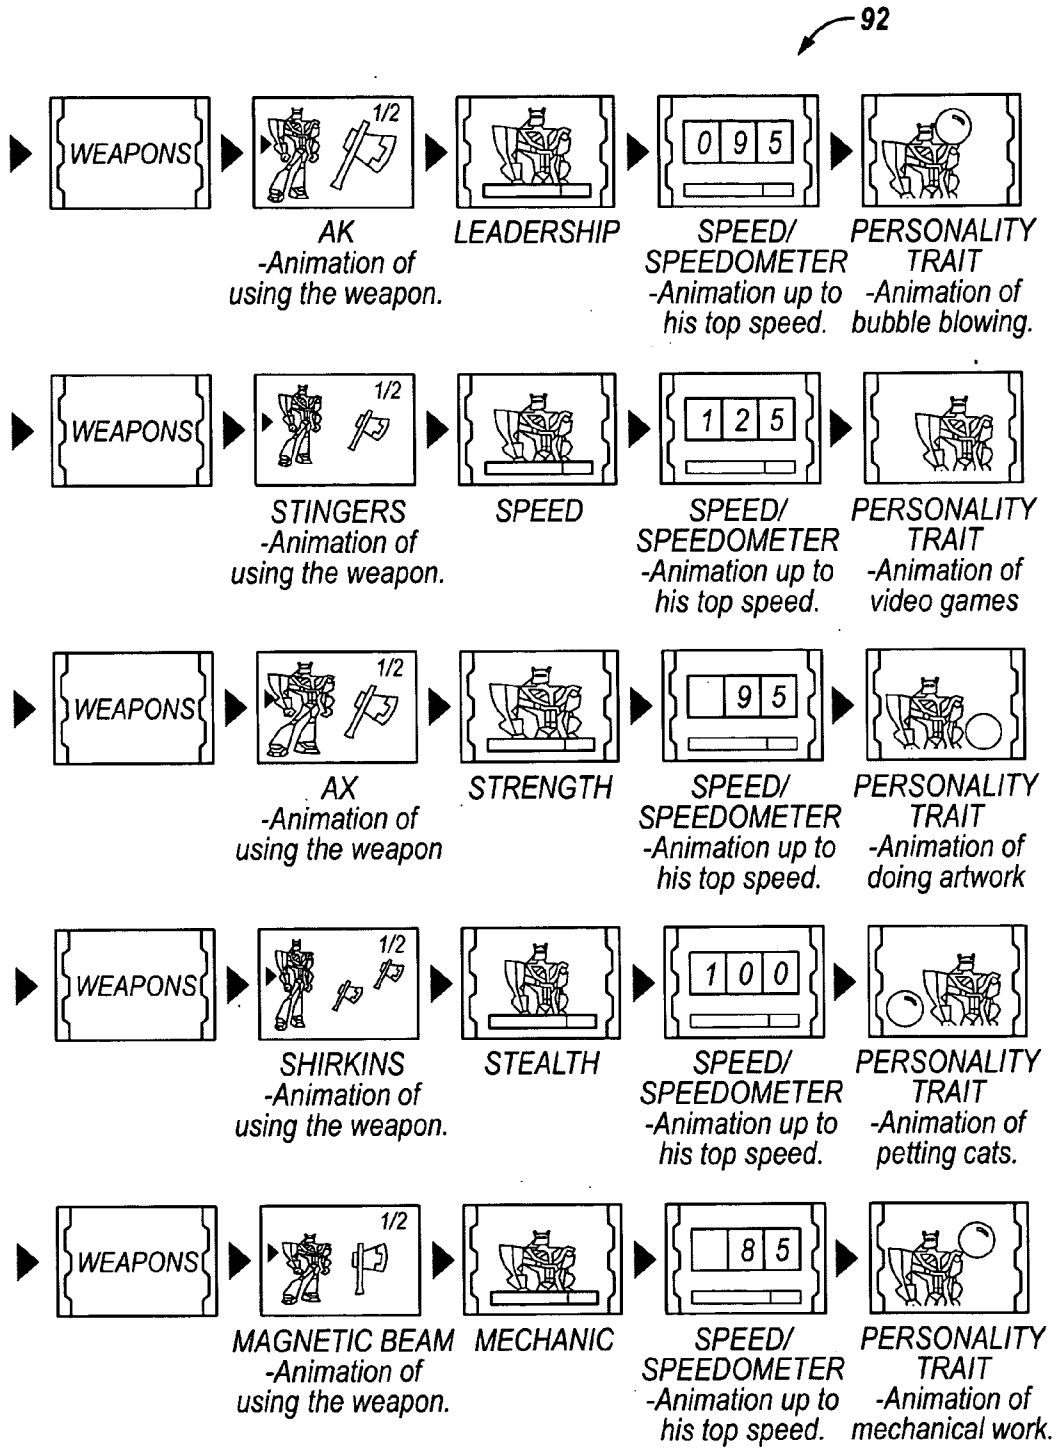 92
WEAPONS
1/2
0 9 5
AK
-Animation of
using the weapon.
LEADERSHIP
SPEED/
SPEEDOMETER
-Animation up to
his top speed.
PERSONALITY
TRAIT
-Animation of
bubble blowing.
WEAPONS
1/2
1 2 5
STINGERS
-Animation of
using the weapon.
SPEED
SPEED/
SPEEDOMETER
-Animation up to
his top speed.
PERSONALITY
TRAIT
-Animation of
video games
WEAPONS
1/2
9 5
AX
-Animation of
using the weapon
STRENGTH
SPEED/
SPEEDOMETER
-Animation up to
his top speed.
PERSONALITY
TRAIT
-Animation of
doing artwork
WEAPONS
1/2
1 0 0
SHIRKINS
-Animation of
using the weapon.
STEALTH
SPEED/
SPEEDOMETER
-Animation up to
his top speed.
PERSONALITY
TRAIT
-Animation of
petting cats.
WEAPONS
1/2
8 5
MAGNETIC BEAM
-Animation of
using the weapon.
MECHANIC
SPEED/
SPEEDOMETER
-Animation up to
his top speed.
PERSONALITY
TRAIT
-Animation of
mechanical work.